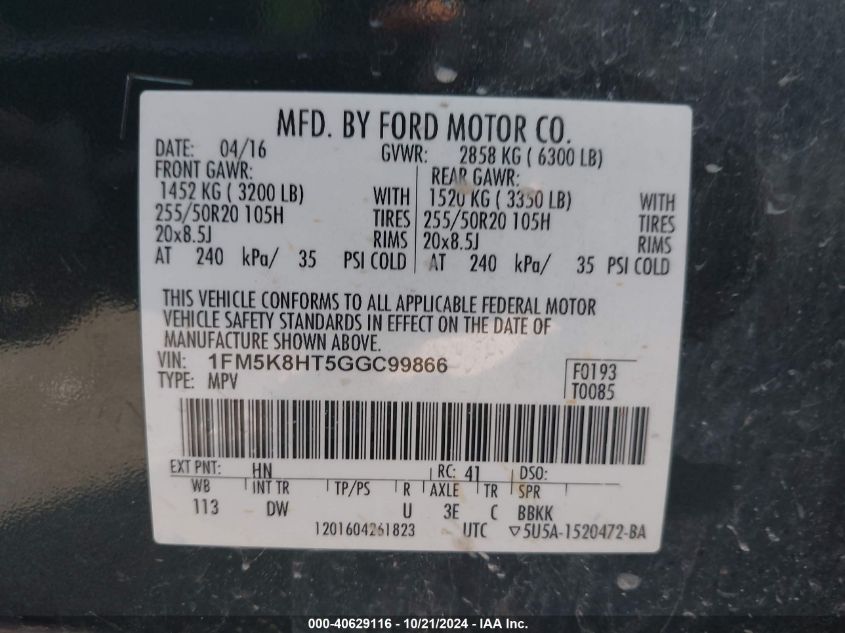 MFD. BY FORD MOTOR CO.
DATE: 04/16 GVWR: 2858 KG ( 6300 LB)
FRONT GAWR: REAR GAWR:
1452 KG ( 3200 LB) WITH 1520 KG ( 3350 LB) WITH
255/50R20 105H TIRES 255/50R20 105H TIRES
20x8.5J RIMS 20x8.5J RIMS
AT 240 kPa/ 35 PSI COLD AT 240 kPa/ 35 PSI COLD
THIS VEHICLE CONFORMS TO ALL APPLICABLE FEDERAL MOTOR
VEHICLE SAFETY STANDARDS IN EFFECT ON THE DATE OF
MANUFACTURE SHOWN ABOVE.
VIN: 1FM5K8HT5GGC99866 F0193
TYPE: MPV T0085
EXT PNT: HN RC: 41 DSO:
WB INT TR TP/PS R AXLE TR SPR
113 DW U 3E C BBKK
1201604261823 UTC ▽5U5A-1520472-BA
000-40629116 - 10/21/2024 - IAA Inc.